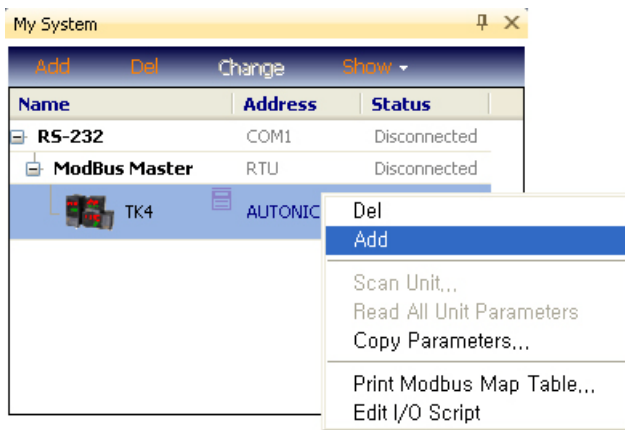 My System
Add Del Change Show
Name Address Status
RS-232 COM1 Disconnected
ModBus Master RTU Disconnected
TK4 AUTONIC
Del
Add
Scan Unit...
Read All Unit Parameters
Copy Parameters...
Print Modbus Map Table...
Edit I/O Script